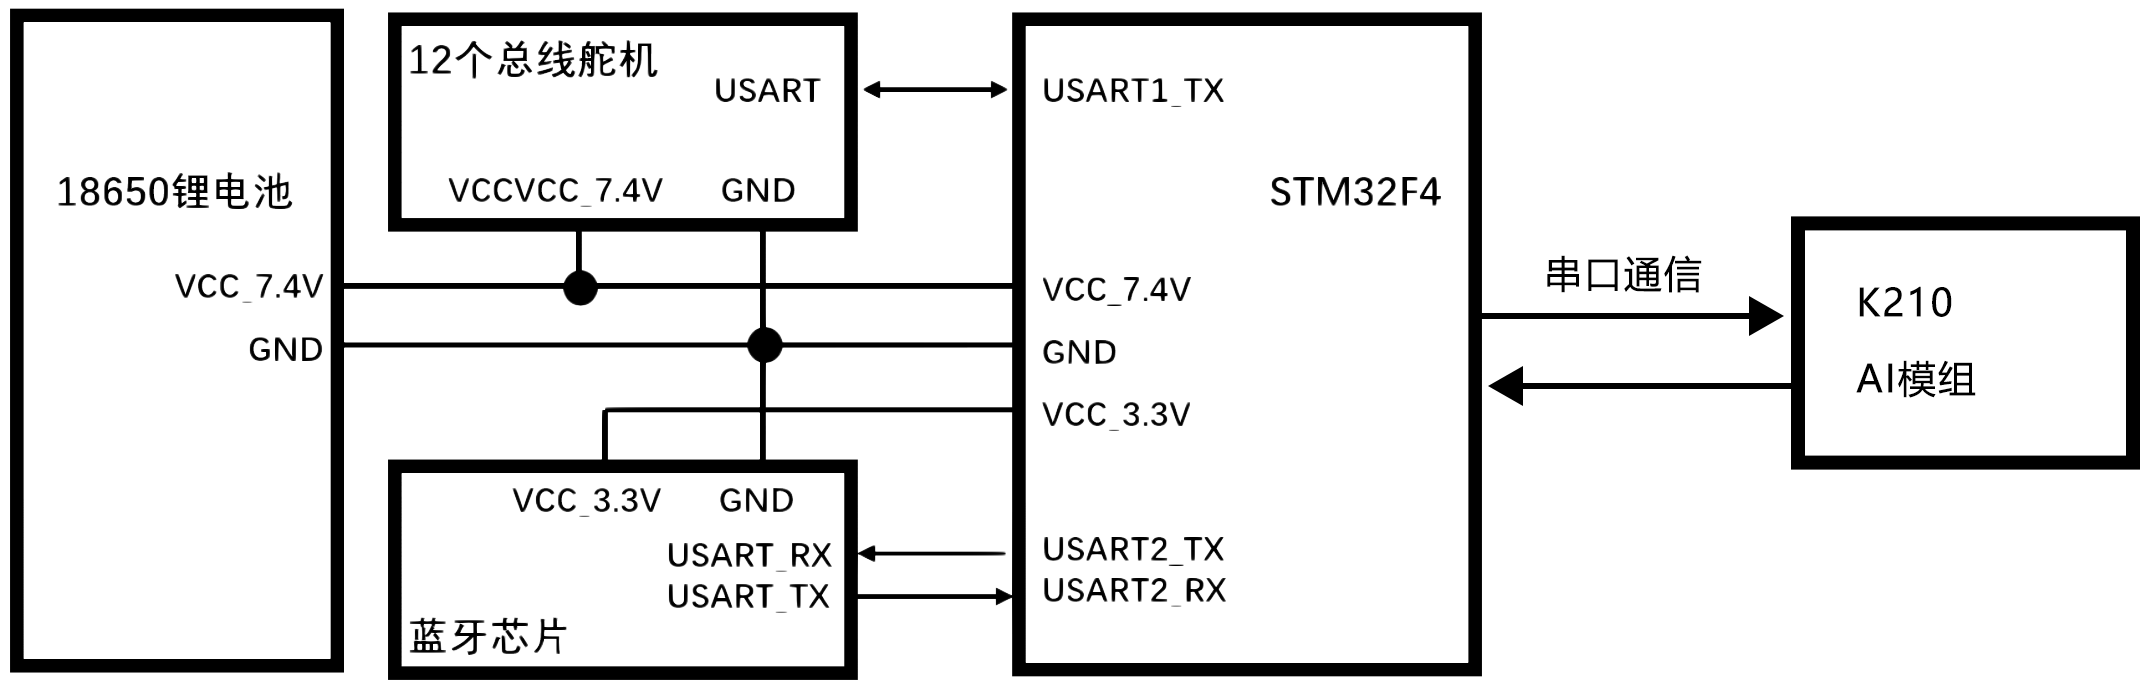 18650锂电池
VCC_7.4V
GND
12个总线舵机
USART
VCCVCC_7.4V
GND
VCC_3.3V
GND
USART_RX
USART_TX
蓝牙芯片
USART1_TX
STM32F4
VCC_7.4V
GND
VCC_3.3V
USART2_TX
USART2_RX
串口通信
K210
AI模组